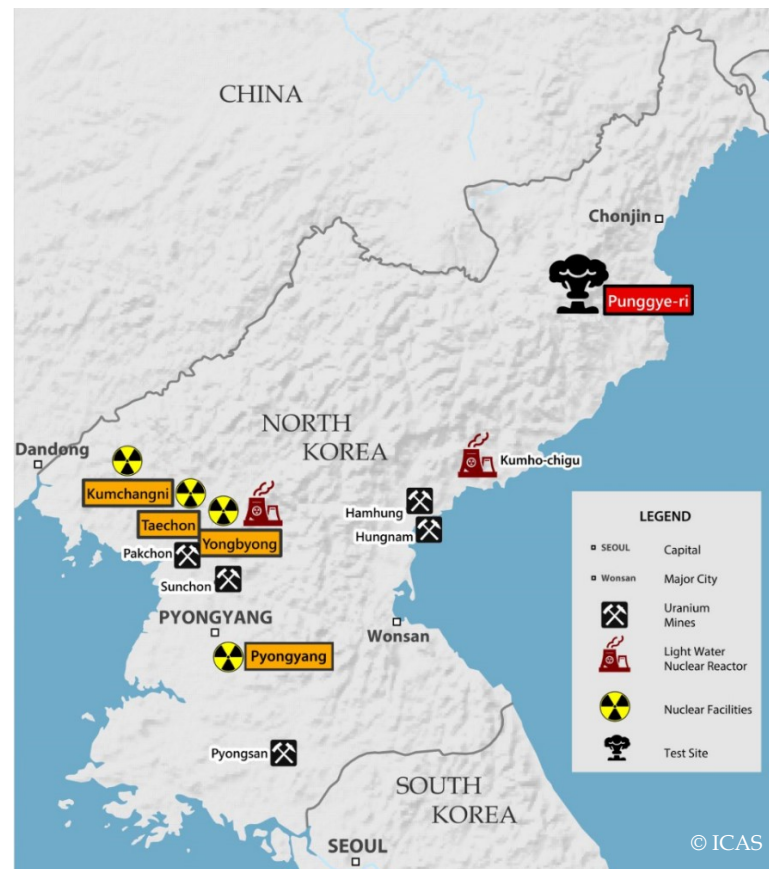 CHINA
Chonjin
Punggye-ri
NORTH
KOREA
Dandong
Kumho-chigu
Kumchangni
Hamhung
Taechon
Hungnam
Yongbyong
Pakchon
Sunchon
PYONGYANG
Wonsan
Pyongyang
Pyongsan
SOUTH
KOREA
SEOUL
LEGEND
SEOUL Capital
Wonsan Major City
Uranium
Mines
Light Water
Nuclear Reactor
Nuclear Facilities
Test Site
© ICAS